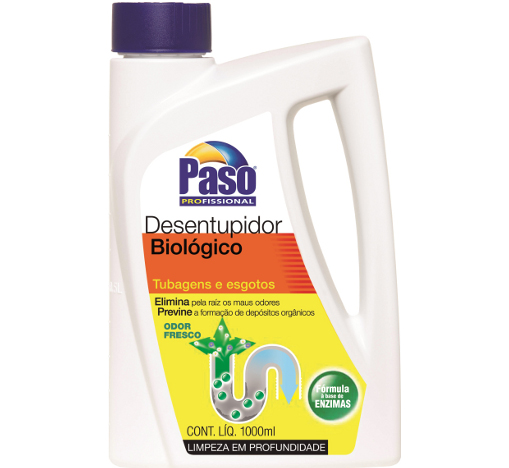 Paso
PROFISSIONAL
Desentupidor
Biológico
Tubagens e esgotos
Elimina pela raíz os maus odores
Previne a formação de depósitos orgânicos
ODOR
FRESCO
Fórmula
à base de
ENZIMAS
CONT. LÍQ. 1000ml
LIMPEZA EM PROFUNDIDADE